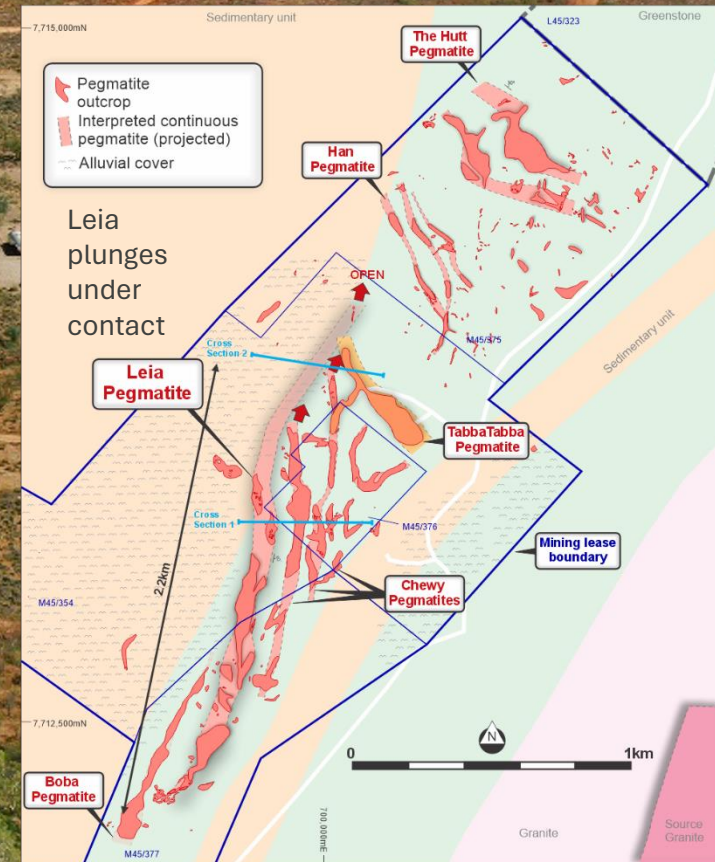 Sedimentary unit
L45/323
Greenstone
7,715,000mN
The Hutt
Pegmatite
Pegmatite
outcrop
Interpreted continuous
pegmatite (projected)
Alluvial cover
Han
Pegmatite
Leia
plunges
under
contact
OPEN
M45/375
Sedimentary unit
Cross
Section 2
Leia
Pegmatite
TabbaTabba
Pegmatite
Cross
Section 1
M45/376
Mining lease
boundary
2.2km
Chewy
Pegmatites
M45/354
7,712,500mN
N
0
1km
Boba
Pegmatite
700,000mE
Granite
Source
Granite
M45/377